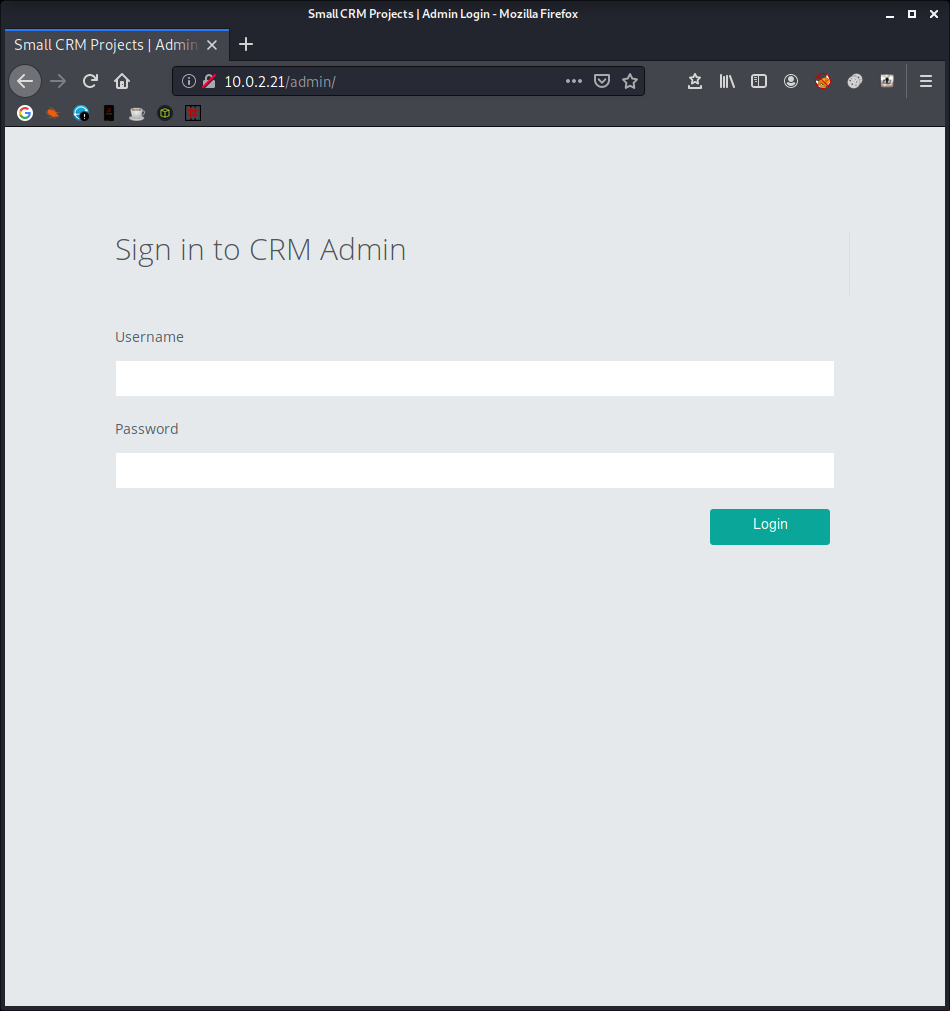 Small CRM Projects | Admin Login - Mozilla Firefox
Small CRM Projects | Admin
10.0.2.21/admin/
Sign in to CRM Admin
Username
Password
Login